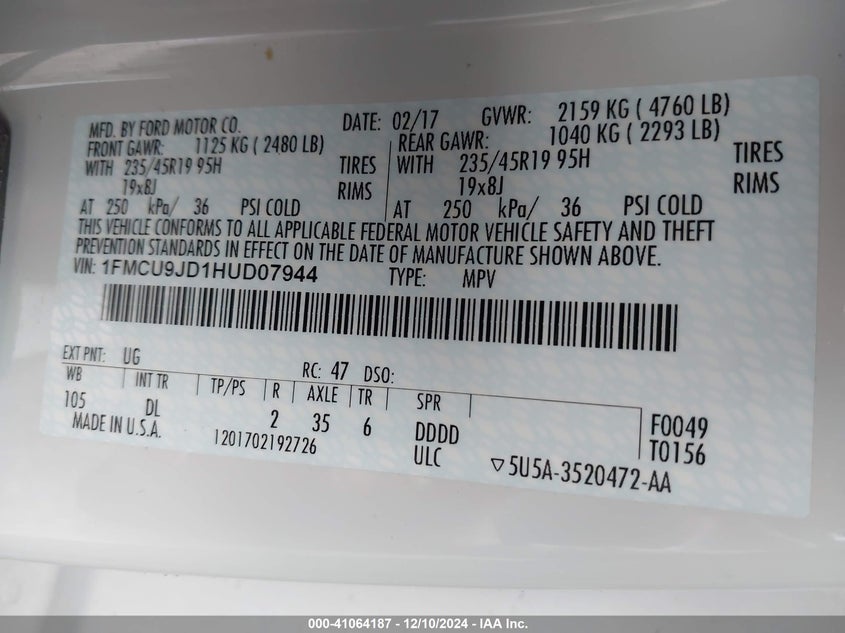 MFD. BY FORD MOTOR CO. DATE: 02/17 GVWR: 2159 KG ( 4760 LB)
FRONT GAWR: 1125 KG ( 2480 LB) REAR GAWR: 1040 KG ( 2293 LB)
WITH 235/45R19 95H TIRES WITH 235/45R19 95H TIRES
19x8J RIMS 19x8J RIMS
AT 250 kPa/ 36 PSI COLD AT 250 kPa/ 36 PSI COLD
THIS VEHICLE CONFORMS TO ALL APPLICABLE FEDERAL MOTOR VEHICLE SAFETY AND THEFT
PREVENTION STANDARDS IN EFFECT ON THE DATE OF MANUFACTURE SHOWN ABOVE.
VIN: 1FMCU9JD1HUD07944 TYPE: MPV
EXT PNT: UG RC: 47 DSO:
WB INT TR TP/PS R AXLE TR SPR
105 DL 2 35 6 DDDD F0049
MADE IN U.S.A. 1201702192726 ULC T0156
▽5U5A-3520472-AA
000-41064187 - 12/10/2024 - IAA Inc.